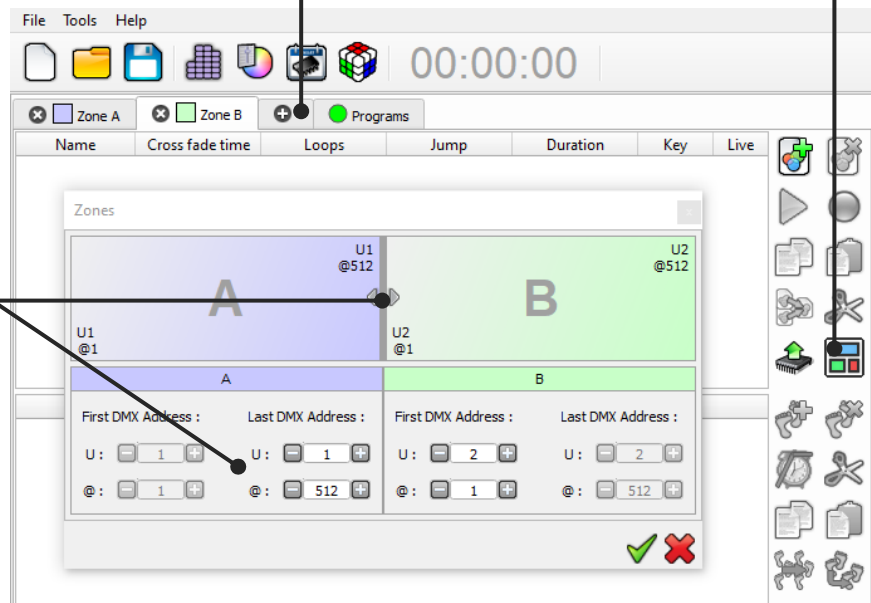 File Tools Help
00:00:00
Zone A Zone B Programs
Name Cross fade time Loops Jump Duration Key Live
Zones
U1
@512
U2
@512
A B
U1
@1
U2
@1
A B
First DMX Address : Last DMX Address : First DMX Address : Last DMX Address :
U : 1 U : 1 U : 2 U : 2
@ : 1 @ : 512 @ : 1 @ : 512